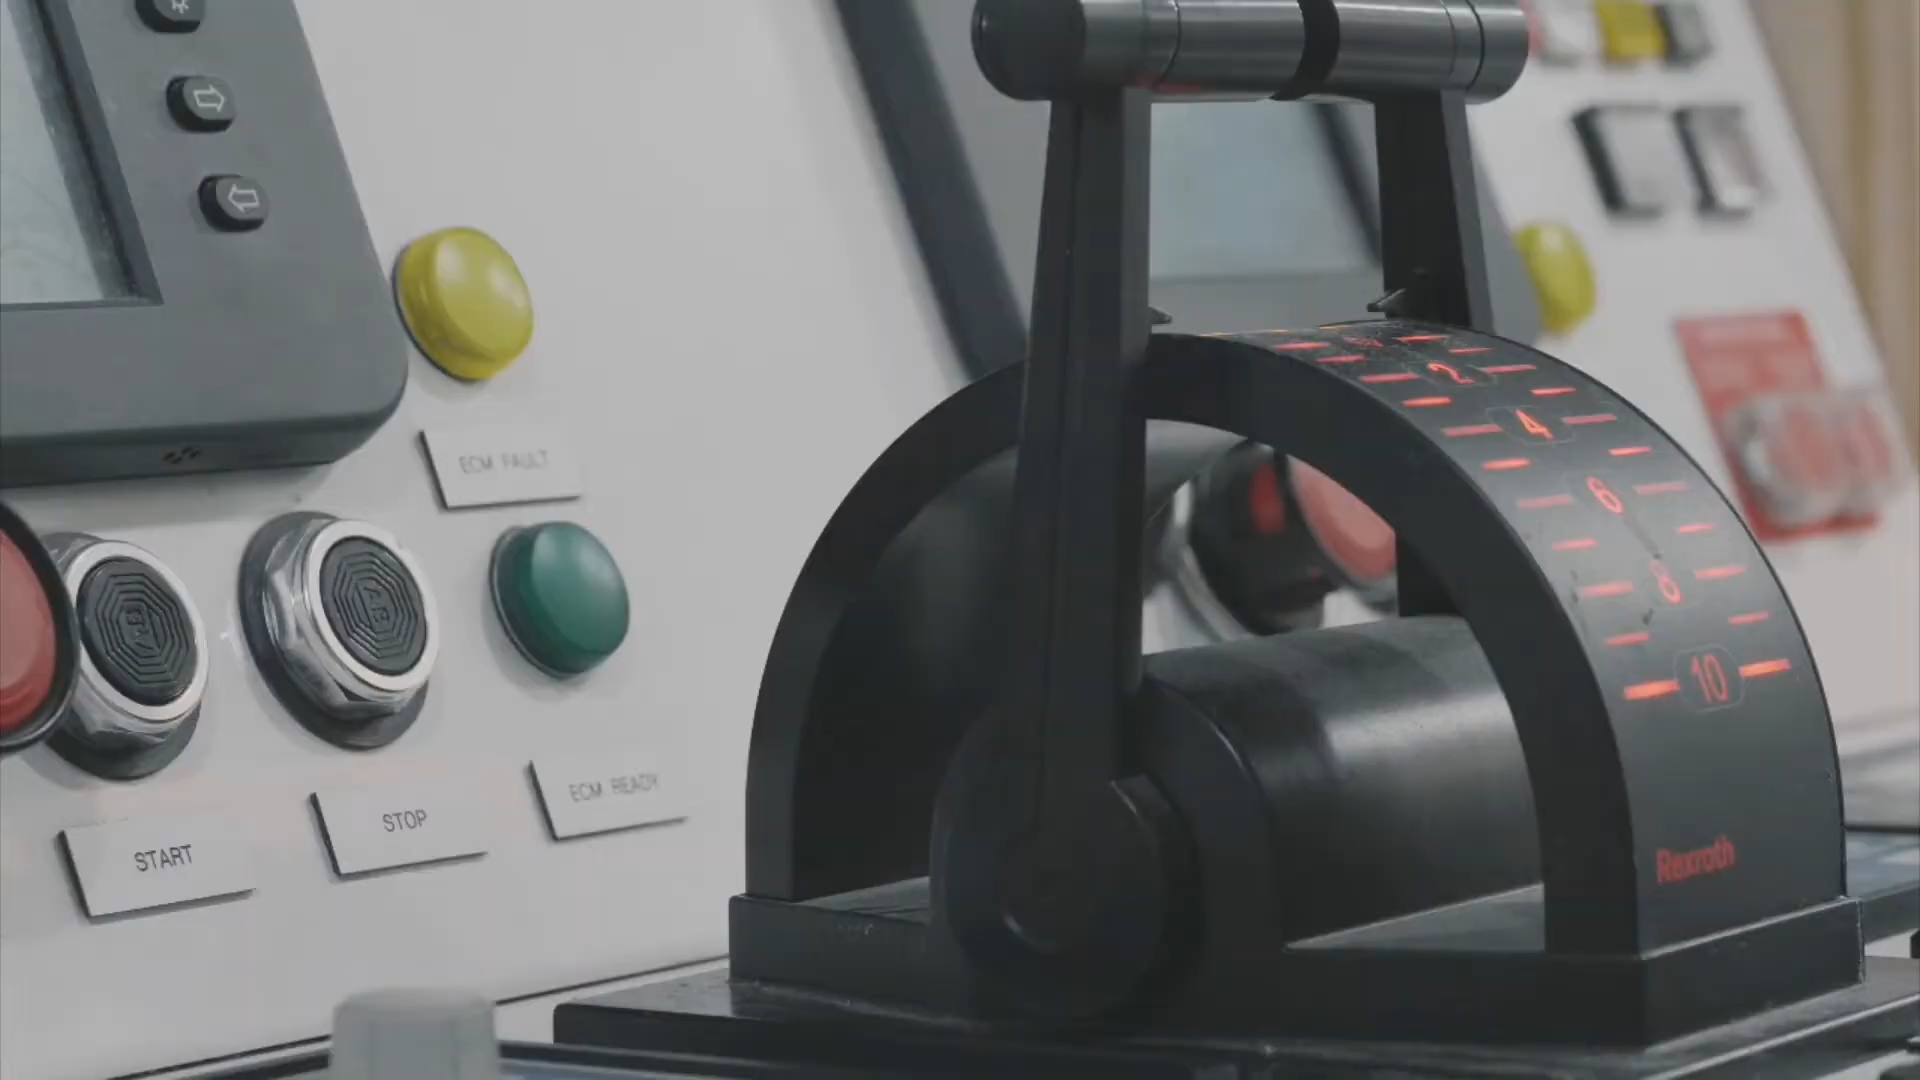 ECM FAULT
ECM READY
STOP
START
2
4
6
8
10
Rexroth